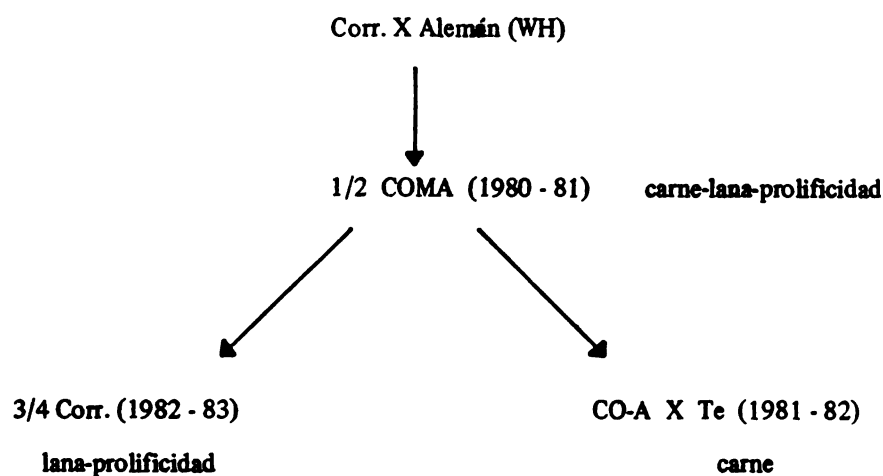 Corr. X Alemán (WH)
1/2 COMA (1980 - 81) carne-lana-prolificidad
3/4 Corr. (1982 - 83) CO-A X Te (1981 - 82)
lana-prolificidad carne